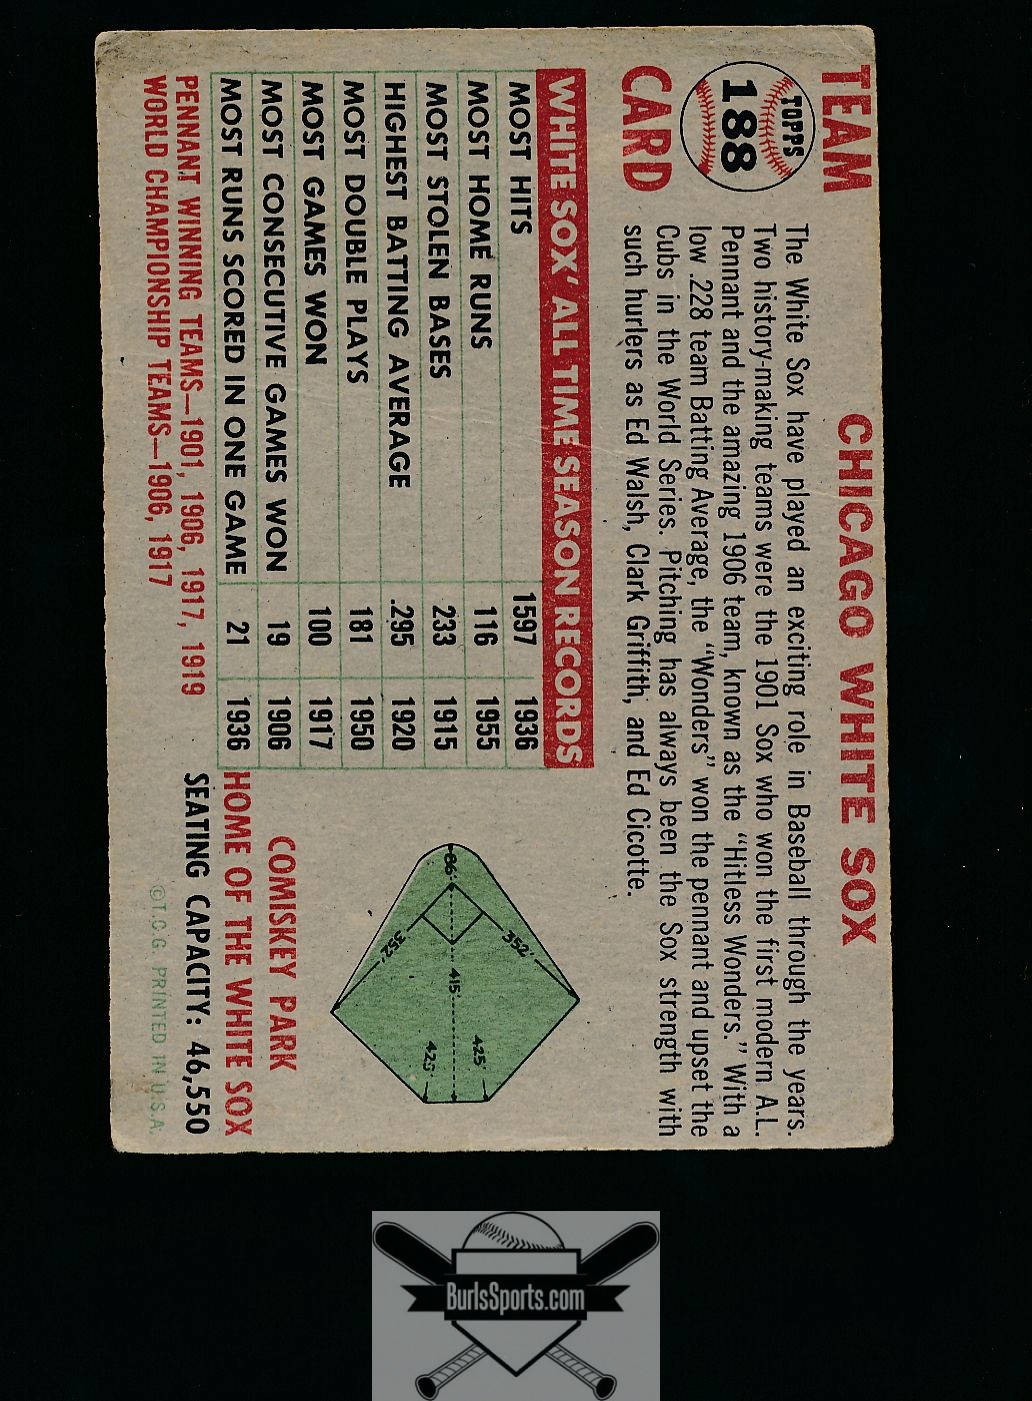 TEAM
TOPPS
188
CARD
CHICAGO WHITE SOX
The White Sox have played an exciting role in Baseball through the years.
Two history-making teams were the 1901 Sox who won the first modern A.L.
Pennant and the amazing 1906 team, known as the "Hitless Wonders." With a
low .228 team Batting Average, the "Wonders" won the pennant and upset the
Cubs in the World Series. Pitching has always been the Sox strength with
such hurlers as Ed Walsh, Clark Griffith, and Ed Cicotte.
WHITE SOX' ALL TIME SEASON RECORDS
MOST HITS 1597 1936
MOST HOME RUNS 116 1955
MOST STOLEN BASES 233 1915
HIGHEST BATTING AVERAGE .295 1920
MOST DOUBLE PLAYS 181 1950
MOST GAMES WON 100 1917
MOST CONSECUTIVE GAMES WON 19 1906
MOST RUNS SCORED IN ONE GAME 21 1936
PENNANT WINNING TEAMS—1901, 1906, 1917, 1919
WORLD CHAMPIONSHIP TEAMS—1906, 1917
352'
425'
86'
415'
352'
425'
COMISKEY PARK
HOME OF THE WHITE SOX
SEATING CAPACITY: 46,550
©T.C.G. PRINTED IN U.S.A.
BurlsSports.com